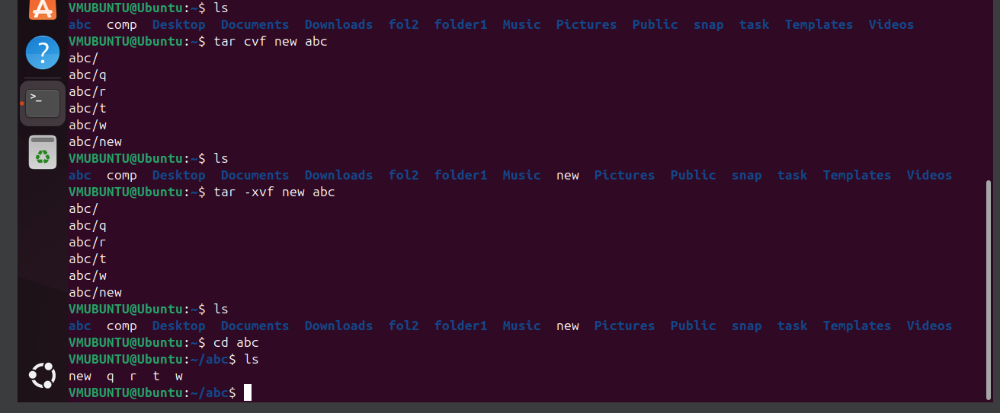 VMUBUNTU@Ubuntu:~$ ls
abc  comp  Desktop  Documents  Downloads  fol2  folder1  Music  Pictures  Public  snap  task  Templates  Videos
VMUBUNTU@Ubuntu:~$ tar cvf new abc
abc/
abc/q
abc/r
abc/t
abc/w
abc/new
VMUBUNTU@Ubuntu:~$ ls
abc  comp  Desktop  Documents  Downloads  fol2  folder1  Music  new  Pictures  Public  snap  task  Templates  Videos
VMUBUNTU@Ubuntu:~$ tar -xvf new abc
abc/
abc/q
abc/r
abc/t
abc/w
abc/new
VMUBUNTU@Ubuntu:~$ ls
abc  comp  Desktop  Documents  Downloads  fol2  folder1  Music  new  Pictures  Public  snap  task  Templates  Videos
VMUBUNTU@Ubuntu:~$ cd abc
VMUBUNTU@Ubuntu:~/abc$ ls
new  q  r  t  w
VMUBUNTU@Ubuntu:~/abc$